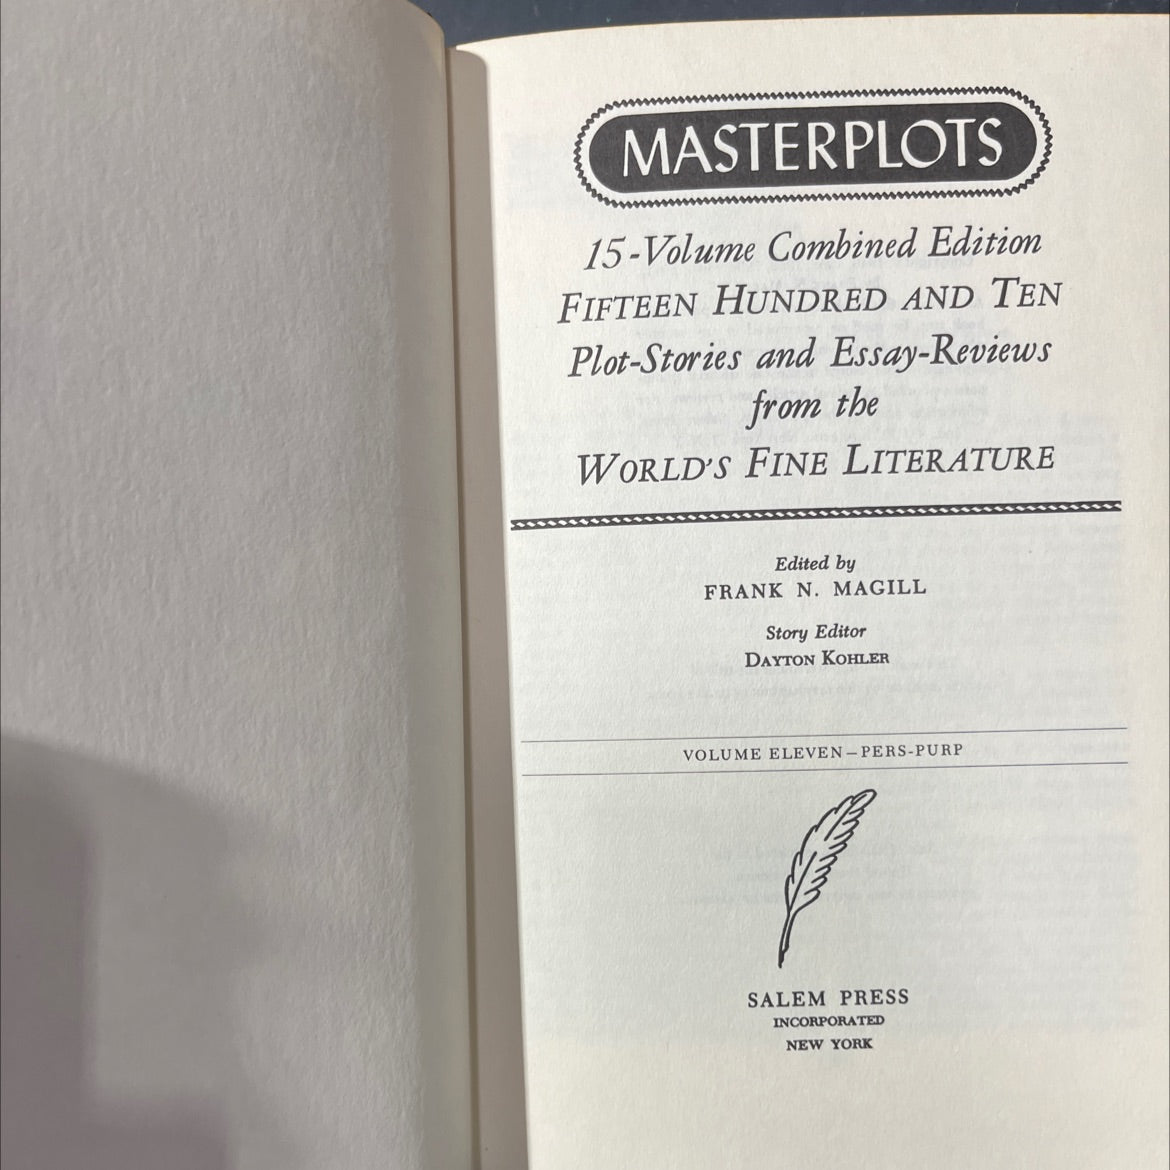 MASTERPLOTS
15-Volume Combined Edition
FIFTEEN HUNDRED AND TEN
Plot-Stories and Essay-Reviews
from the
WORLD'S FINE LITERATURE
Edited by
FRANK N. MAGILL
Story Editor
DAYTON KOHLER
VOLUME ELEVEN—PERS-PURP
SALEM PRESS
INCORPORATED
NEW YORK